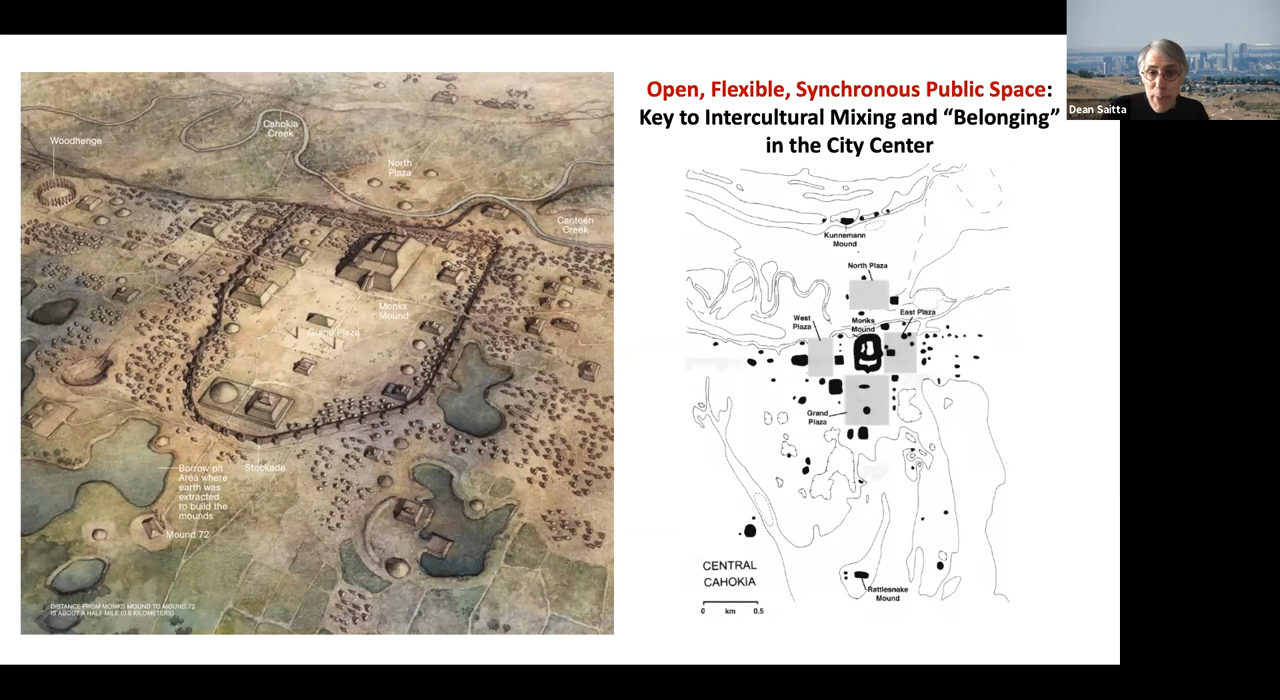 Dean Saitta
Open, Flexible, Synchronous Public Space:
Key to Intercultural Mixing and “Belonging”
in the City Center
Woodhenge
Cahokia
Creek
North
Plaza
Canteen
Creek
Monks
Mound
Grand Plaza
Borrow pit
Area where
earth was
extracted
to build the
mounds
Stockade
Mound 72
DISTANCE FROM MONKS MOUND TO MOUND 72
IS ABOUT A HALF MILE (0.8 KILOMETERS)
Kunnemann
Mound
North Plaza
West
Plaza
Monks
Mound
East Plaza
Grand
Plaza
CENTRAL
CAHOKIA
Rattlesnake
Mound
0 km 0.5